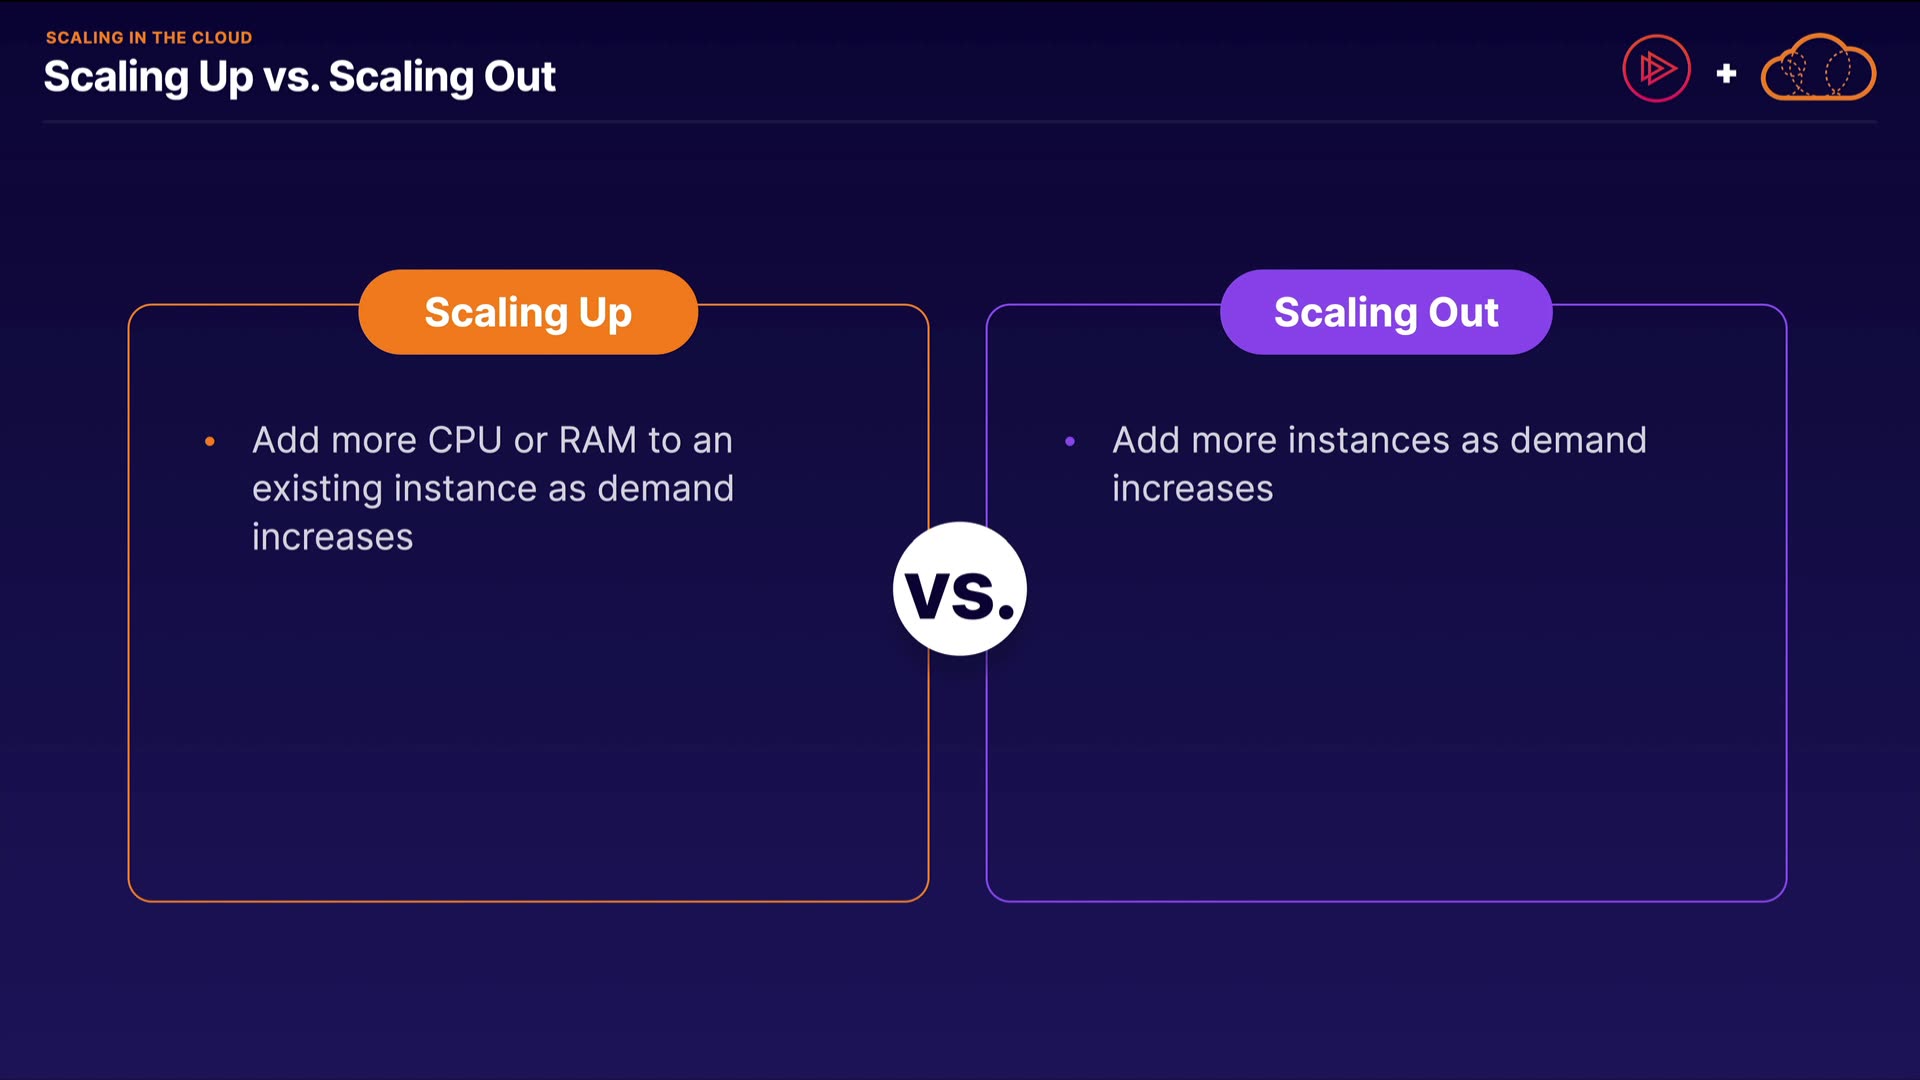 SCALING IN THE CLOUD
Scaling Up vs. Scaling Out
+
Scaling Up
• Add more CPU or RAM to an
existing instance as demand
increases
vs.
Scaling Out
• Add more instances as demand
increases